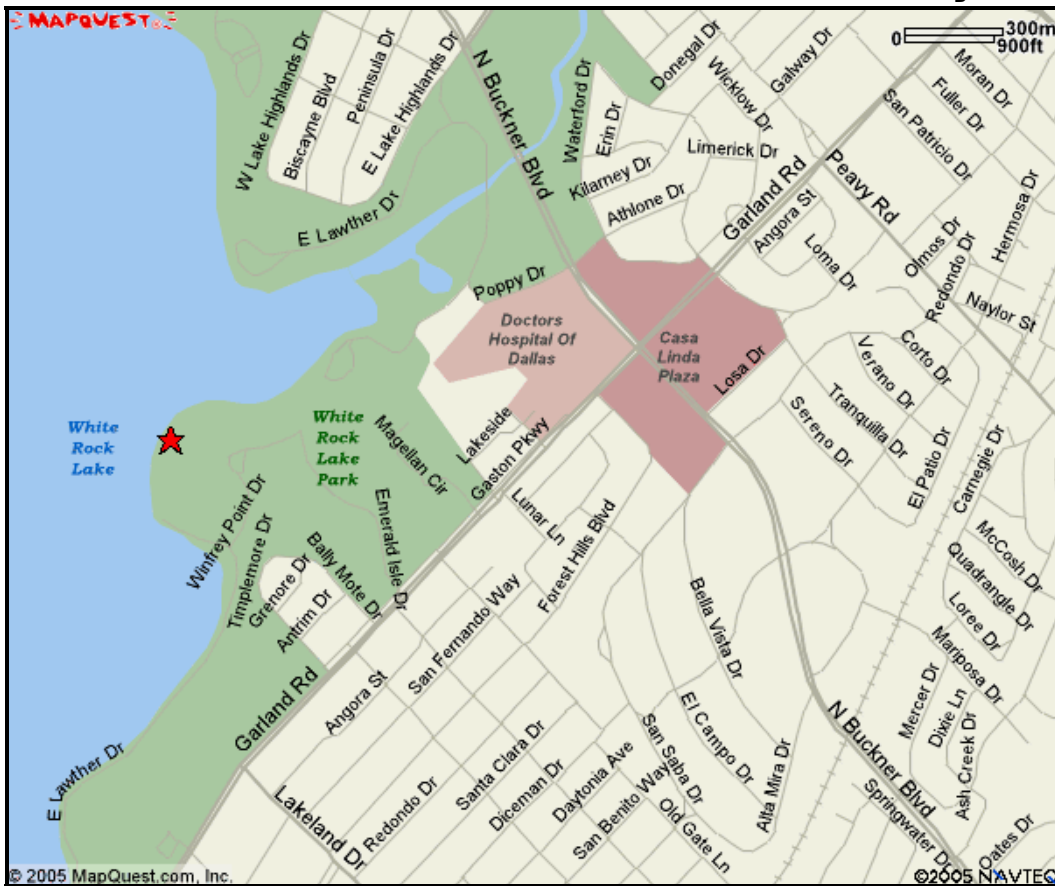 MAPQUEST
0 300m
900ft
W Lake Highlands Dr
Biscayne Blvd
Peninsula Dr
E Lake Highlands Dr
N Buckner Blvd
Waterford Dr
Erin Dr
Donegal Dr
Wicklow Dr
Galway Dr
Moran Dr
Fuller Dr
San Patricio Dr
Limerick Dr
Kilarney Dr
Athlone Dr
Garland Rd
Peavy Rd
Angora St
Loma Dr
Olmos Dr
Redondo Dr
Hermosa Dr
Naylor St
E Lawther Dr
Poppy Dr
Doctors
Hospital Of
Dallas
Casa
Linda
Plaza
Losa Dr
Corto Dr
Verano Dr
Tranquilla Dr
Sereno Dr
El Patio Dr
Carnegie Dr
White
Rock
Lake
White
Rock
Lake
Park
Magellan Cir
Lakeside
Gaston Pkwy
Lunar Ln
Forest Hills Blvd
Winfrey Point Dr
Timplemore Dr
Grenore Dr
Bally Mote Dr
Emerald Isle Dr
Antrim Dr
San Fernando Way
Bella Vista Dr
McCosh Dr
Quadrangle Dr
Loree Dr
Mariposa Dr
Mercer Dr
Dixie Ln
Ash Creek Dr
Garland Rd
Angora St
E Lawther Dr
Lakeland Dr
Redondo Dr
Santa Clara Dr
Diceman Dr
Daytonia Ave
San Benito Way
San Saba Dr
Old Gate Ln
El Campo Dr
Alta Mira Dr
N Buckner Blvd
Springwater Dr
Oates Dr
© 2005 MapQuest.com, Inc.
©2005 NAVTEQ